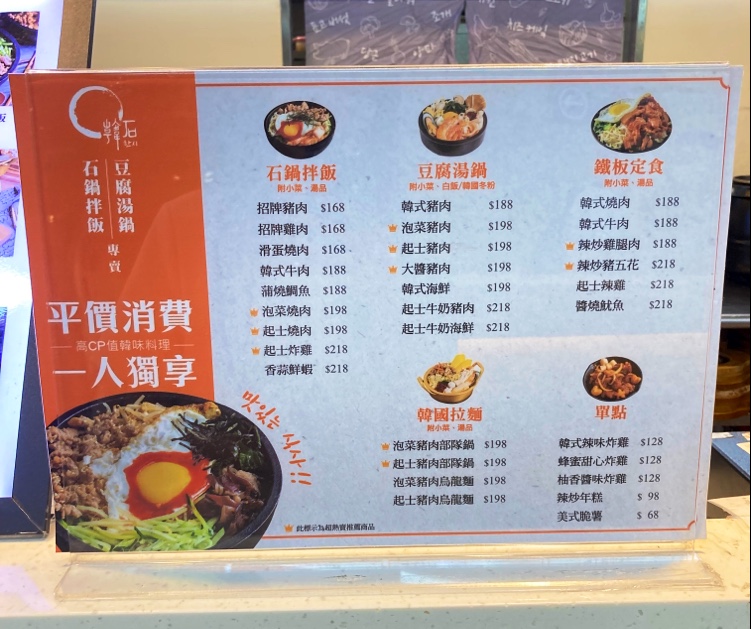 石
韓
한시
豆腐湯鍋
石鍋拌飯
專賣
平價消費
高CP值韓味料理
一人獨享
맛있는
石鍋拌飯
附小菜、湯品
招牌豬肉 $168
招牌雞肉 $168
滑蛋燒肉 $168
韓式牛肉 $188
蒲燒鯛魚 $188
泡菜燒肉 $198
起士燒肉 $198
起士炸雞 $218
香蒜鮮蝦 $218
豆腐湯鍋
附小菜、白飯/韓國冬粉
韓式豬肉 $188
泡菜豬肉 $198
起士豬肉 $198
大醬豬肉 $198
韓式海鮮 $198
起士牛奶豬肉 $218
起士牛奶海鮮 $218
鐵板定食
附小菜、湯品
韓式燒肉 $188
韓式牛肉 $188
辣炒雞腿肉 $188
辣炒豬五花 $218
起士辣雞 $218
醬燒魷魚 $218
韓國拉麵
附小菜、湯品
泡菜豬肉部隊鍋 $198
起士豬肉部隊鍋 $198
泡菜豬肉烏龍麵 $198
起士豬肉烏龍麵 $198
單點
韓式辣味炸雞 $128
蜂蜜甜心炸雞 $128
柚香醬味炸雞 $128
辣炒年糕 $ 98
美式脆薯 $ 68
此標示為超熱賣推薦商品